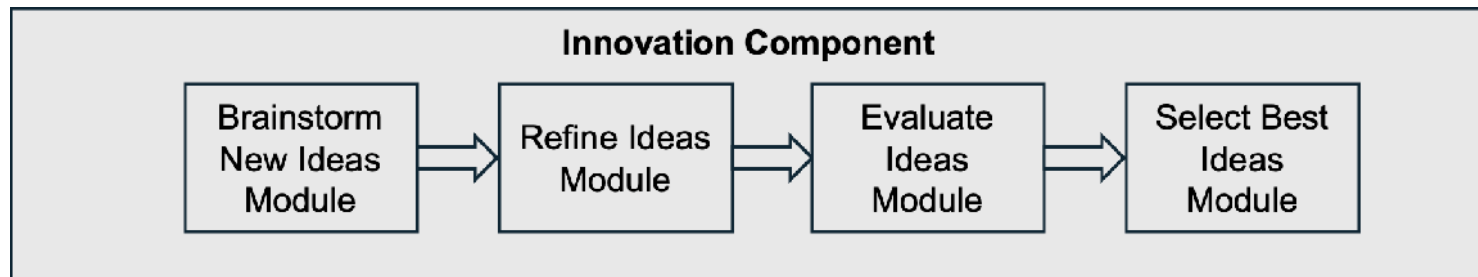 Innovation Component
Brainstorm
New Ideas
Module
Refine Ideas
Module
Evaluate
Ideas
Module
Select Best
Ideas
Module